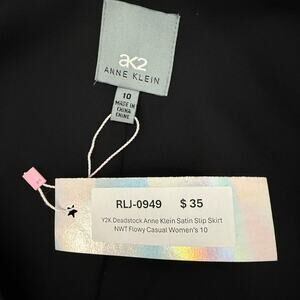 ak2
ANNE KLEIN
10
MADE IN
CHINA
CHINE
RLJ-0949 $ 35
Y2K Deadstock Anne Klein Satin Slip Skirt
NWT Flowy Casual Women's 10